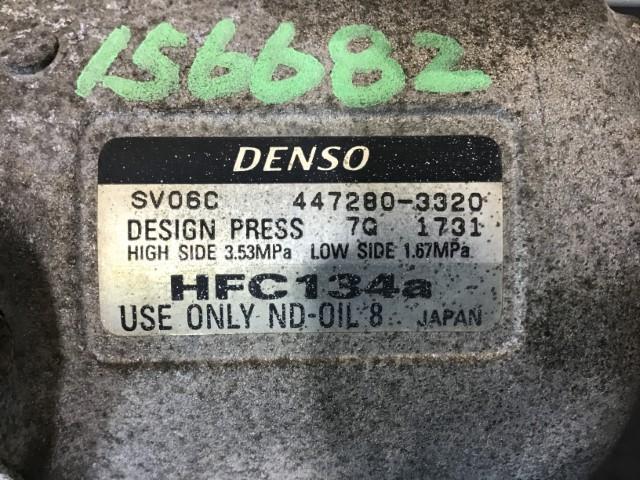 156682
DENSO
SV06C 447280-3320
DESIGN PRESS 7Q 1731
HIGH SIDE 3.53MPa LOW SIDE 1.67MPa
HFC134a
USE ONLY ND-OIL 8 JAPAN